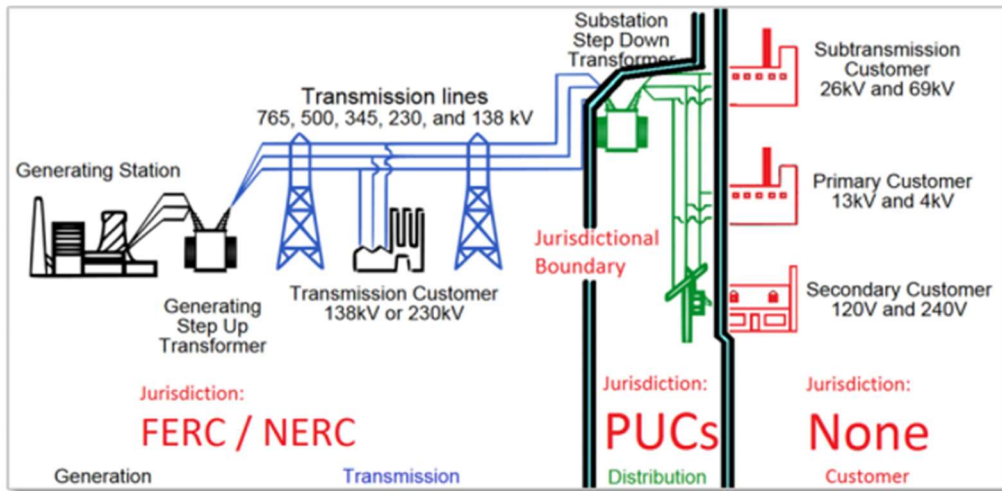 Substation
Step Down
Transformer
Subtransmission
Customer
26kV and 69kV
Transmission lines
765, 500, 345, 230, and 138 kV
Generating Station
Primary Customer
13kV and 4kV
Jurisdictional
Boundary
Transmission Customer
138kV or 230kV
Secondary Customer
120V and 240V
Generating
Step Up
Transformer
Jurisdiction:
FERC / NERC
Jurisdiction:
PUCs
Jurisdiction:
None
Generation
Transmission
Distribution
Customer